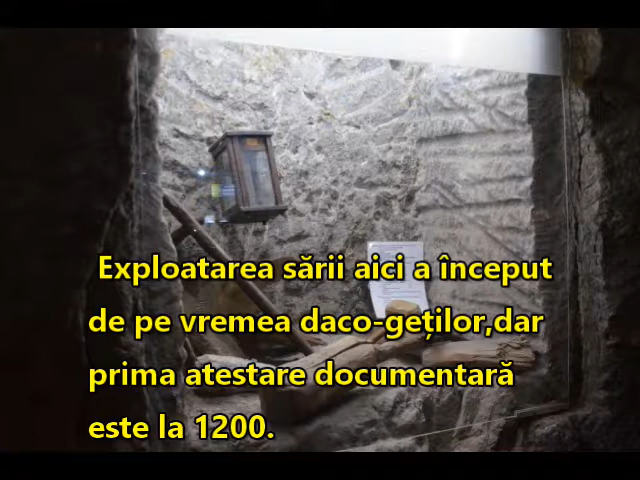 Exploatarea sării aici a început
de pe vremea daco-geților,dar
prima atestare documentară
este la 1200.